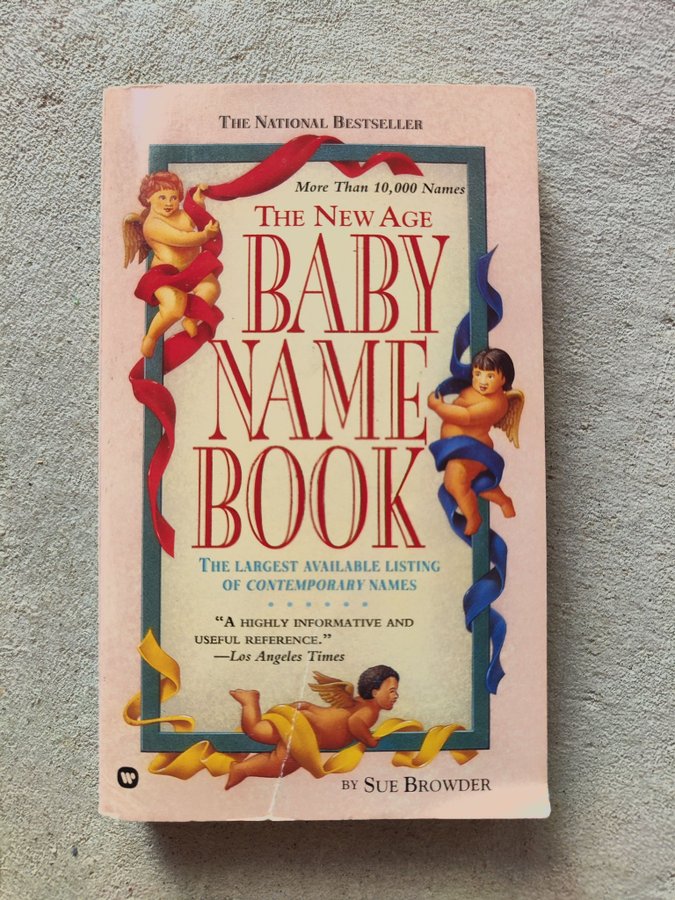 THE NATIONAL BESTSELLER
More Than 10,000 Names
THE NEW AGE
BABY
NAME
BOOK
THE LARGEST AVAILABLE LISTING
OF CONTEMPORARY NAMES
“A HIGHLY INFORMATIVE AND
USEFUL REFERENCE.”
—Los Angeles Times
BY SUE BROWDER